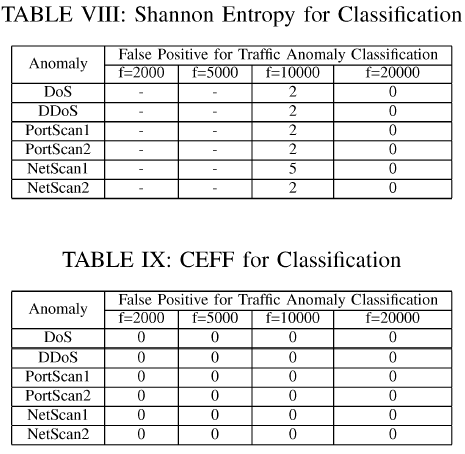 TABLE VIII: Shannon Entropy for Classification
Anomaly False Positive for Traffic Anomaly Classification
f=2000 f=5000 f=10000 f=20000
DoS - - 2 0
DDoS - - 2 0
PortScan1 - - 2 0
PortScan2 - - 2 0
NetScan1 - - 5 0
NetScan2 - - 2 0
TABLE IX: CEFF for Classification
Anomaly False Positive for Traffic Anomaly Classification
f=2000 f=5000 f=10000 f=20000
DoS 0 0 0 0
DDoS 0 0 0 0
PortScan1 0 0 0 0
PortScan2 0 0 0 0
NetScan1 0 0 0 0
NetScan2 0 0 0 0